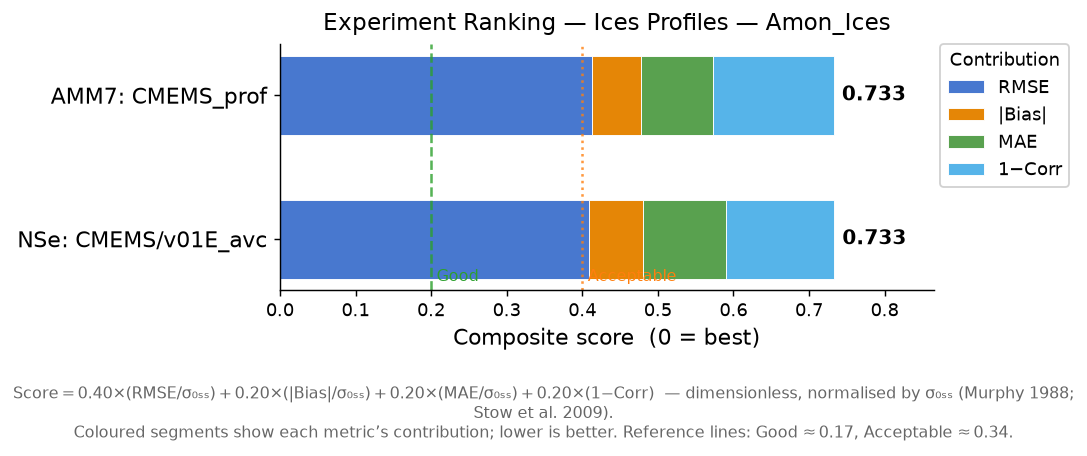 Experiment Ranking — Ices Profiles — Amon_Ices
Contribution
RMSE
|Bias|
MAE
1−Corr
AMM7: CMEMS_prof
0.733
NSe: CMEMS/v01E_avc
0.733
Good
Acceptable
0.0 0.1 0.2 0.3 0.4 0.5 0.6 0.7 0.8
Composite score (0 = best)
Score = 0.40×(RMSE/σ₀ₛₛ) + 0.20×(|Bias|/σ₀ₛₛ) + 0.20×(MAE/σ₀ₛₛ) + 0.20×(1−Corr) — dimensionless, normalised by σ₀ₛₛ (Murphy 1988;
Stow et al. 2009).
Coloured segments show each metric’s contribution; lower is better. Reference lines: Good ≈ 0.17, Acceptable ≈ 0.34.